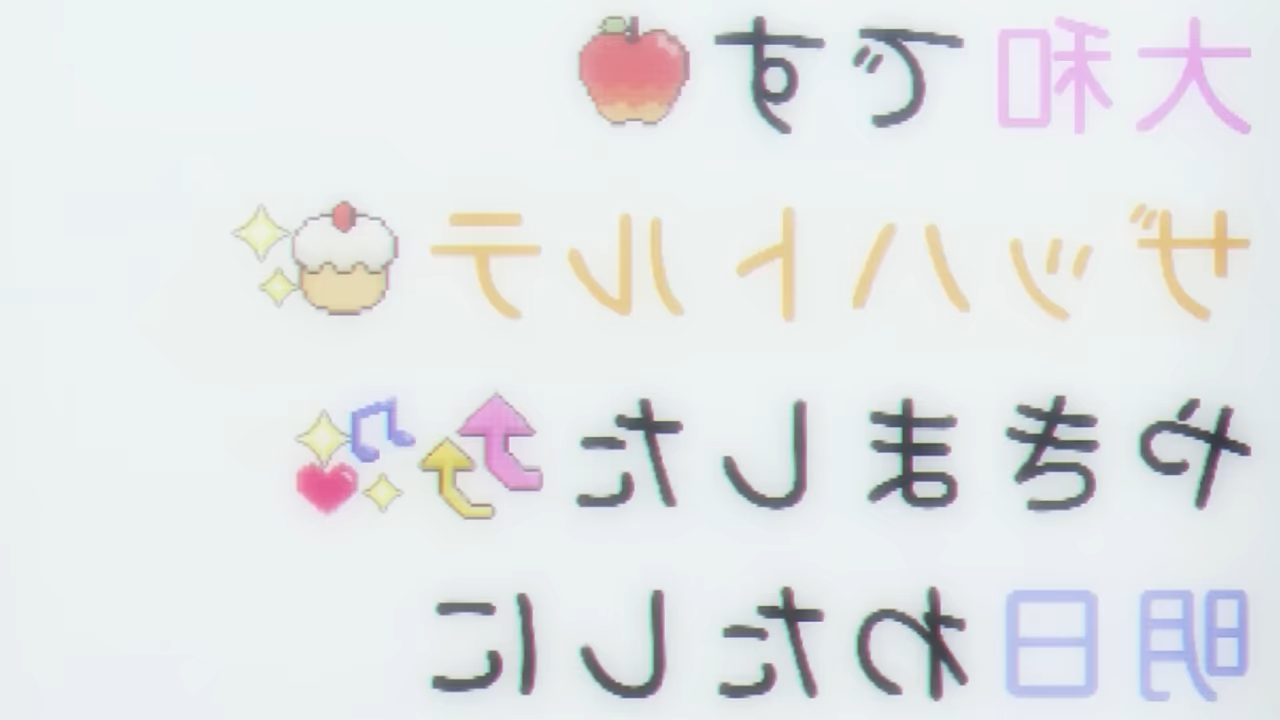 大和です
ザッハトルテ
やきました
明日わたしに